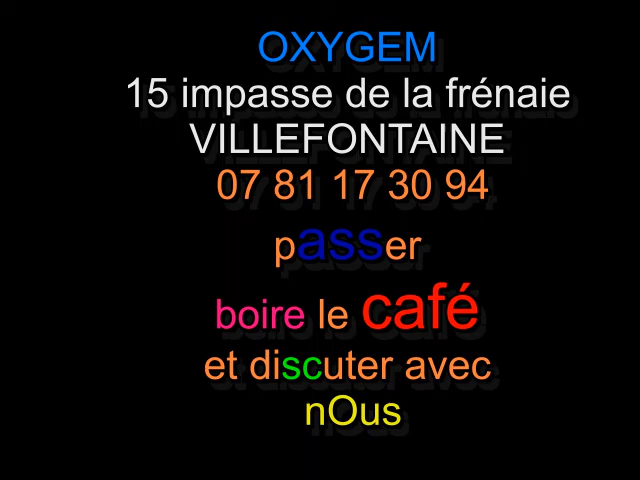 OXYGEM
15 impasse de la frénaie
VILLEFONTAINE
07 81 17 30 94
passer
boire le café
et discuter avec
nOus